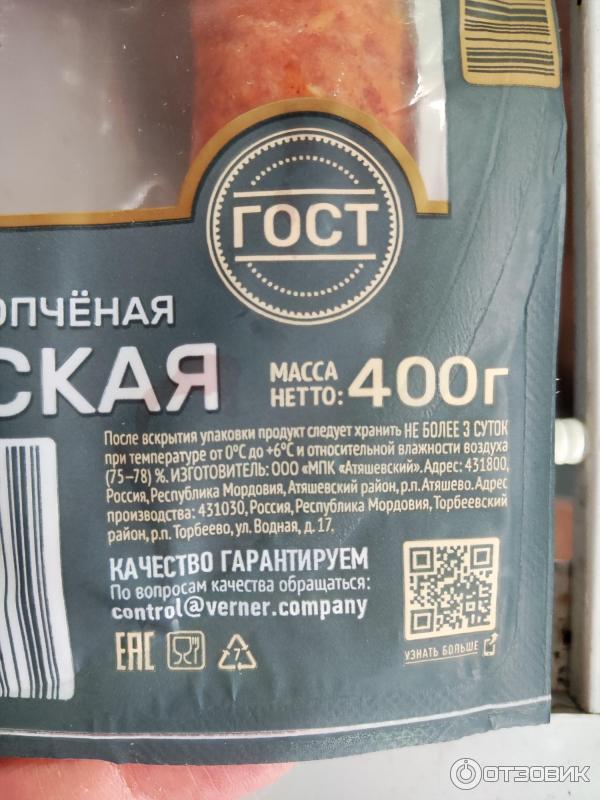 ГОСТ
ОПЧЁНАЯ
СКАЯ
МАССА
НЕТТО: 400г
После вскрытия упаковки продукт следует хранить НЕ БОЛЕЕ 3 СУТОК
при температуре от 0°С до +6°С и относительной влажности воздуха
(75–78) %. ИЗГОТОВИТЕЛЬ: ООО «МПК «Атяшевский». Адрес: 431800,
Россия, Республика Мордовия, Атяшевский район, р.п. Атяшево. Адрес
производства: 431030, Россия, Республика Мордовия, Торбеевский
район, р.п. Торбеево, ул. Водная, д. 17.
КАЧЕСТВО ГАРАНТИРУЕМ
По вопросам качества обращаться:
control@verner.company
ЕАС
7
УЗНАТЬ БОЛЬШЕ
ОТЗОВИК